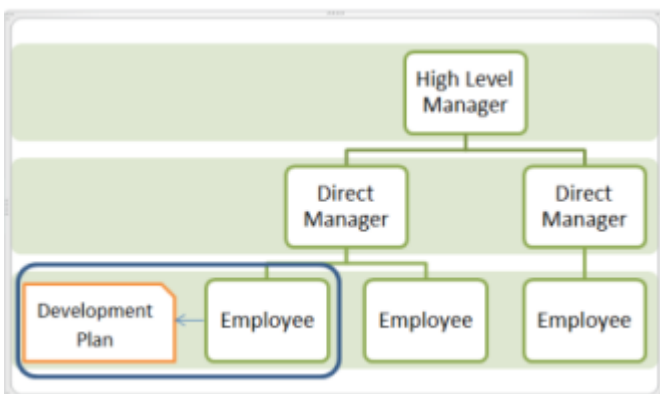 High Level
Manager
Direct
Manager
Direct
Manager
Development
Plan
Employee
Employee
Employee